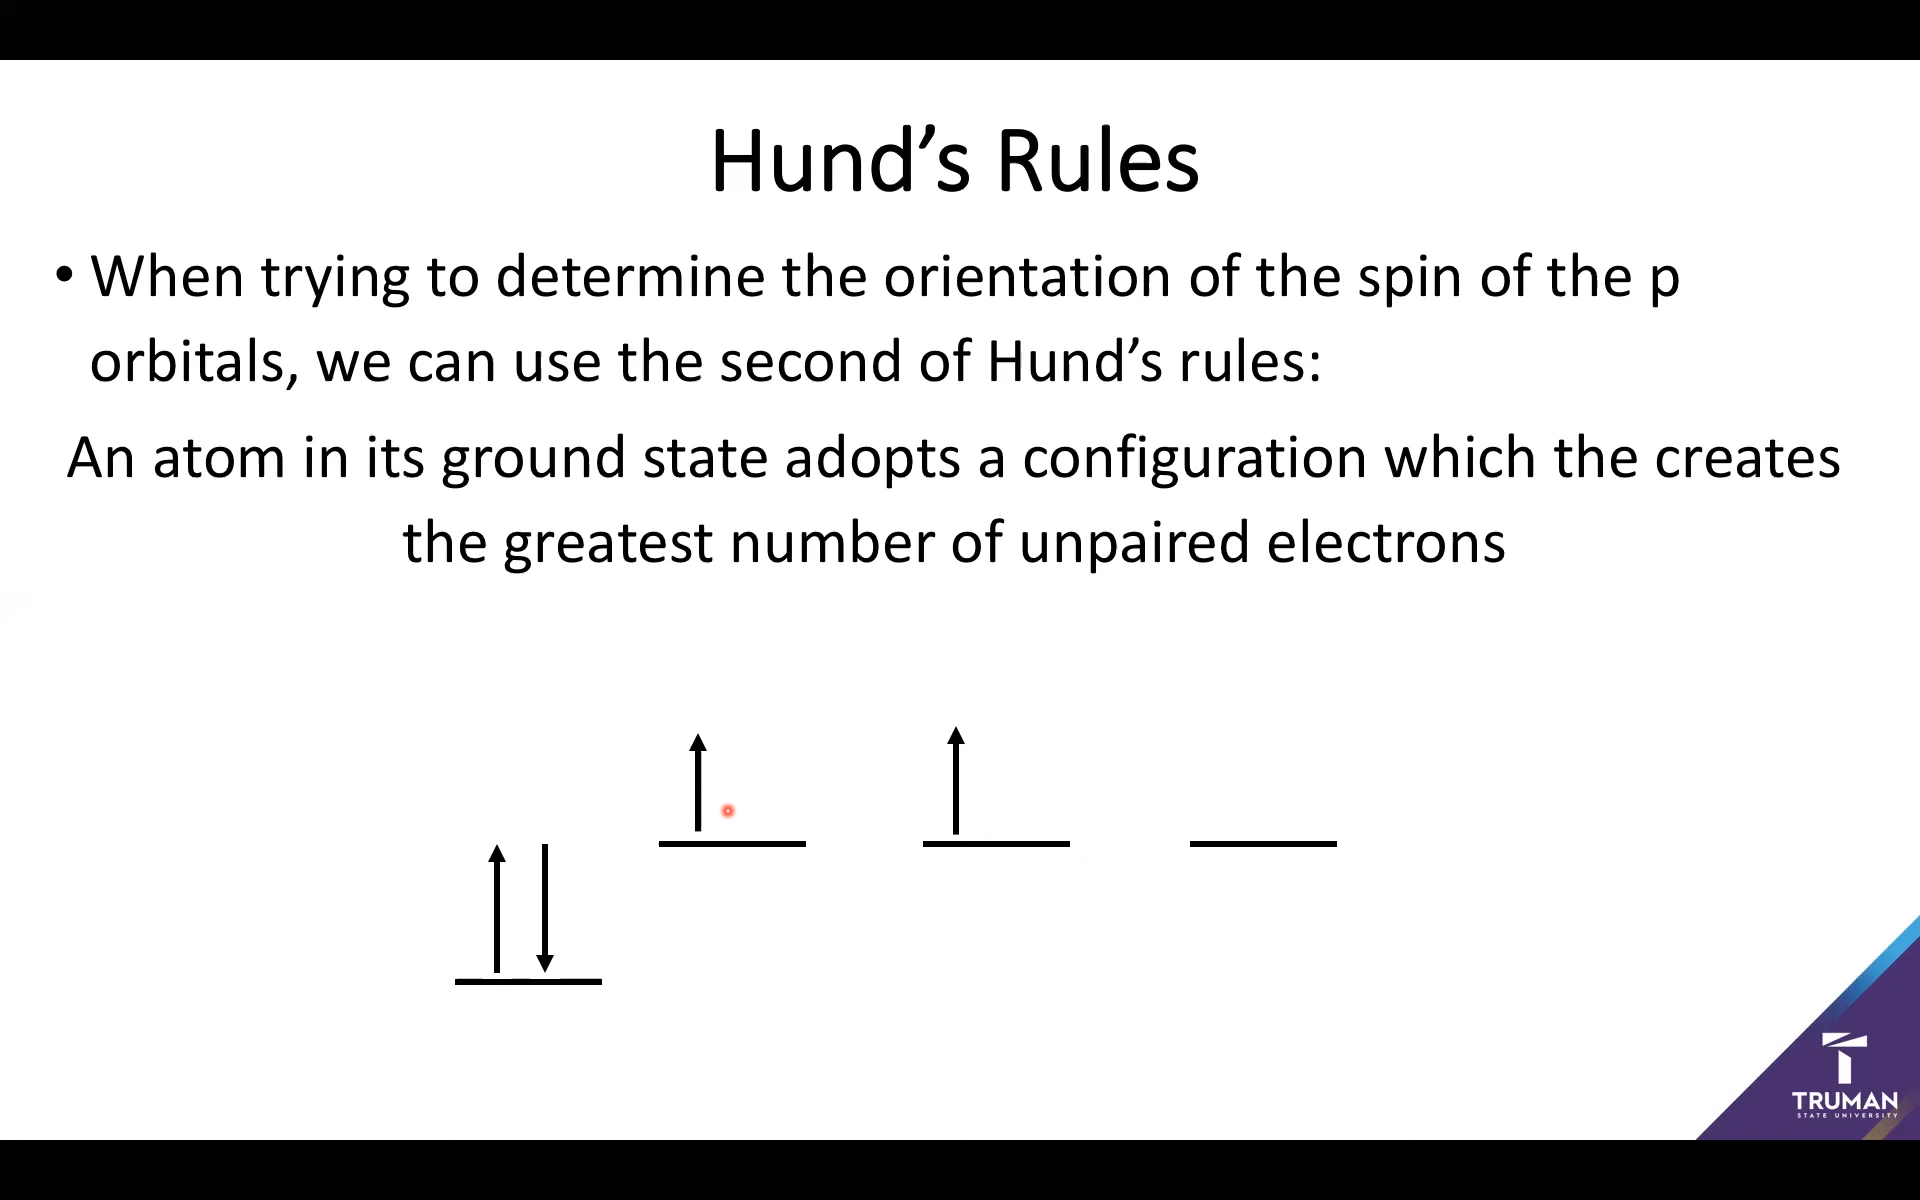 Hund’s Rules
• When trying to determine the orientation of the spin of the p
orbitals, we can use the second of Hund’s rules:
An atom in its ground state adopts a configuration which the creates
the greatest number of unpaired electrons
TRUMAN
STATE UNIVERSITY